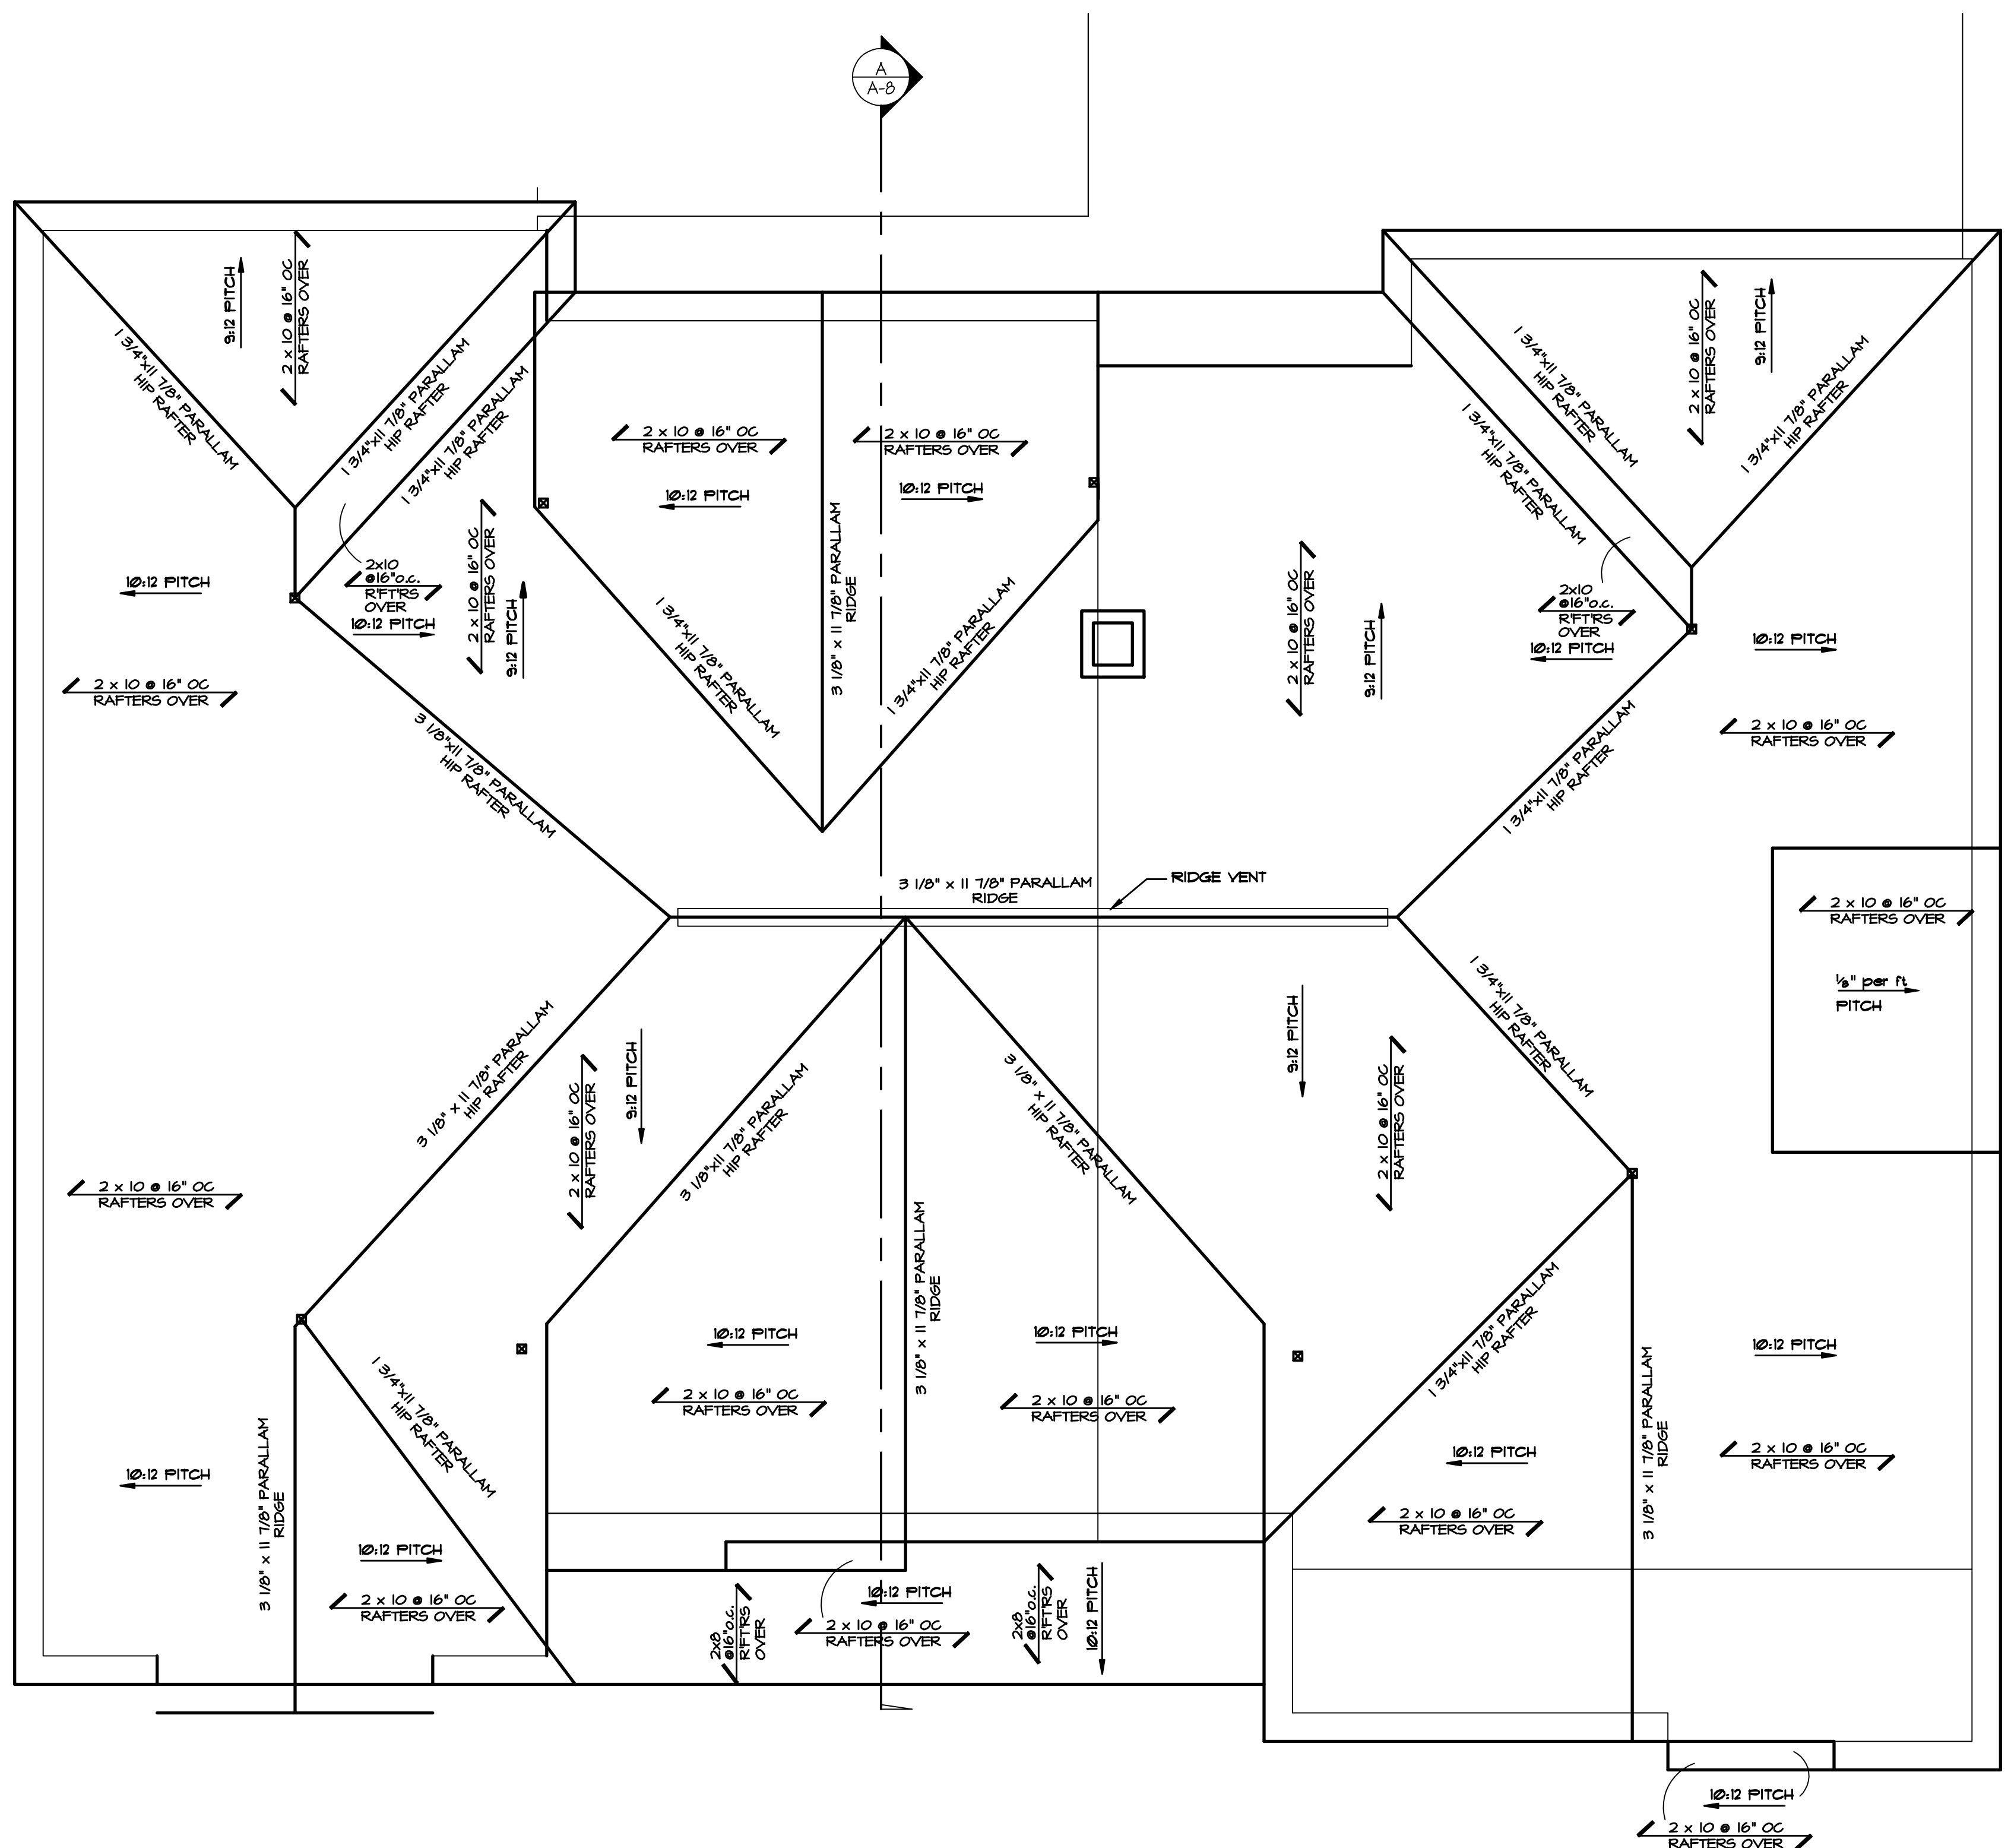 A
A-8
9:12 PITCH
2 x 10 @ 16" OC
RAFTERS OVER
1 3/4"x11 7/8" PARALLAM
HIP RAFTER
1 3/4"x11 7/8" PARALLAM
HIP RAFTER
1 3/4"x11 7/8" PARALLAM
HIP RAFTER
2 x 10 @ 16" OC
RAFTERS OVER
10:12 PITCH
2 x 10 @ 16" OC
RAFTERS OVER
10:12 PITCH
1 3/4"x11 7/8" PARALLAM
HIP RAFTER
1 3/4"x11 7/8" PARALLAM
HIP RAFTER
2 x 10 @ 16" OC
RAFTERS OVER
9:12 PITCH
1 3/4"x11 7/8" PARALLAM
HIP RAFTER
10:12 PITCH
2x10
@16"o.c.
R'FT'RS
OVER
10:12 PITCH
2 x 10 @ 16" OC
RAFTERS OVER
9:12 PITCH
1 3/4"x11 7/8" PARALLAM
HIP RAFTER
3 1/8" x 11 7/8" PARALLAM
RIDGE
1 3/4"x11 7/8" PARALLAM
HIP RAFTER
2 x 10 @ 16" OC
RAFTERS OVER
9:12 PITCH
2x10
@16"o.c.
R'FT'RS
OVER
10:12 PITCH
10:12 PITCH
2 x 10 @ 16" OC
RAFTERS OVER
3 1/8"x11 7/8" PARALLAM
HIP RAFTER
1 3/4"x11 7/8" PARALLAM
HIP RAFTER
2 x 10 @ 16" OC
RAFTERS OVER
3 1/8" x 11 7/8" PARALLAM
RIDGE
RIDGE VENT
2 x 10 @ 16" OC
RAFTERS OVER
1/8" per ft
PITCH
3 1/8" x 11 7/8" PARALLAM
HIP RAFTER
2 x 10 @ 16" OC
RAFTERS OVER
9:12 PITCH
3 1/8"x11 7/8" PARALLAM
HIP RAFTER
3 1/8" x 11 7/8" PARALLAM
HIP RAFTER
9:12 PITCH
2 x 10 @ 16" OC
RAFTERS OVER
1 3/4"x11 7/8" PARALLAM
HIP RAFTER
2 x 10 @ 16" OC
RAFTERS OVER
10:12 PITCH
3 1/8" x 11 7/8" PARALLAM
RIDGE
10:12 PITCH
1 3/4"x11 7/8" PARALLAM
HIP RAFTER
10:12 PITCH
1 3/4"x11 7/8" PARALLAM
HIP RAFTER
2 x 10 @ 16" OC
RAFTERS OVER
2 x 10 @ 16" OC
RAFTERS OVER
10:12 PITCH
3 1/8" x 11 7/8" PARALLAM
RIDGE
2 x 10 @ 16" OC
RAFTERS OVER
10:12 PITCH
3 1/8" x 11 7/8" PARALLAM
RIDGE
2 x 10 @ 16" OC
RAFTERS OVER
10:12 PITCH
2 x 10 @ 16" OC
RAFTERS OVER
2x8
@16"o.c.
R'FT'RS
OVER
10:12 PITCH
2 x 10 @ 16" OC
RAFTERS OVER
2x8
@16"o.c.
R'FT'RS
OVER
10:12 PITCH
10:12 PITCH
2 x 10 @ 16" OC
RAFTERS OVER